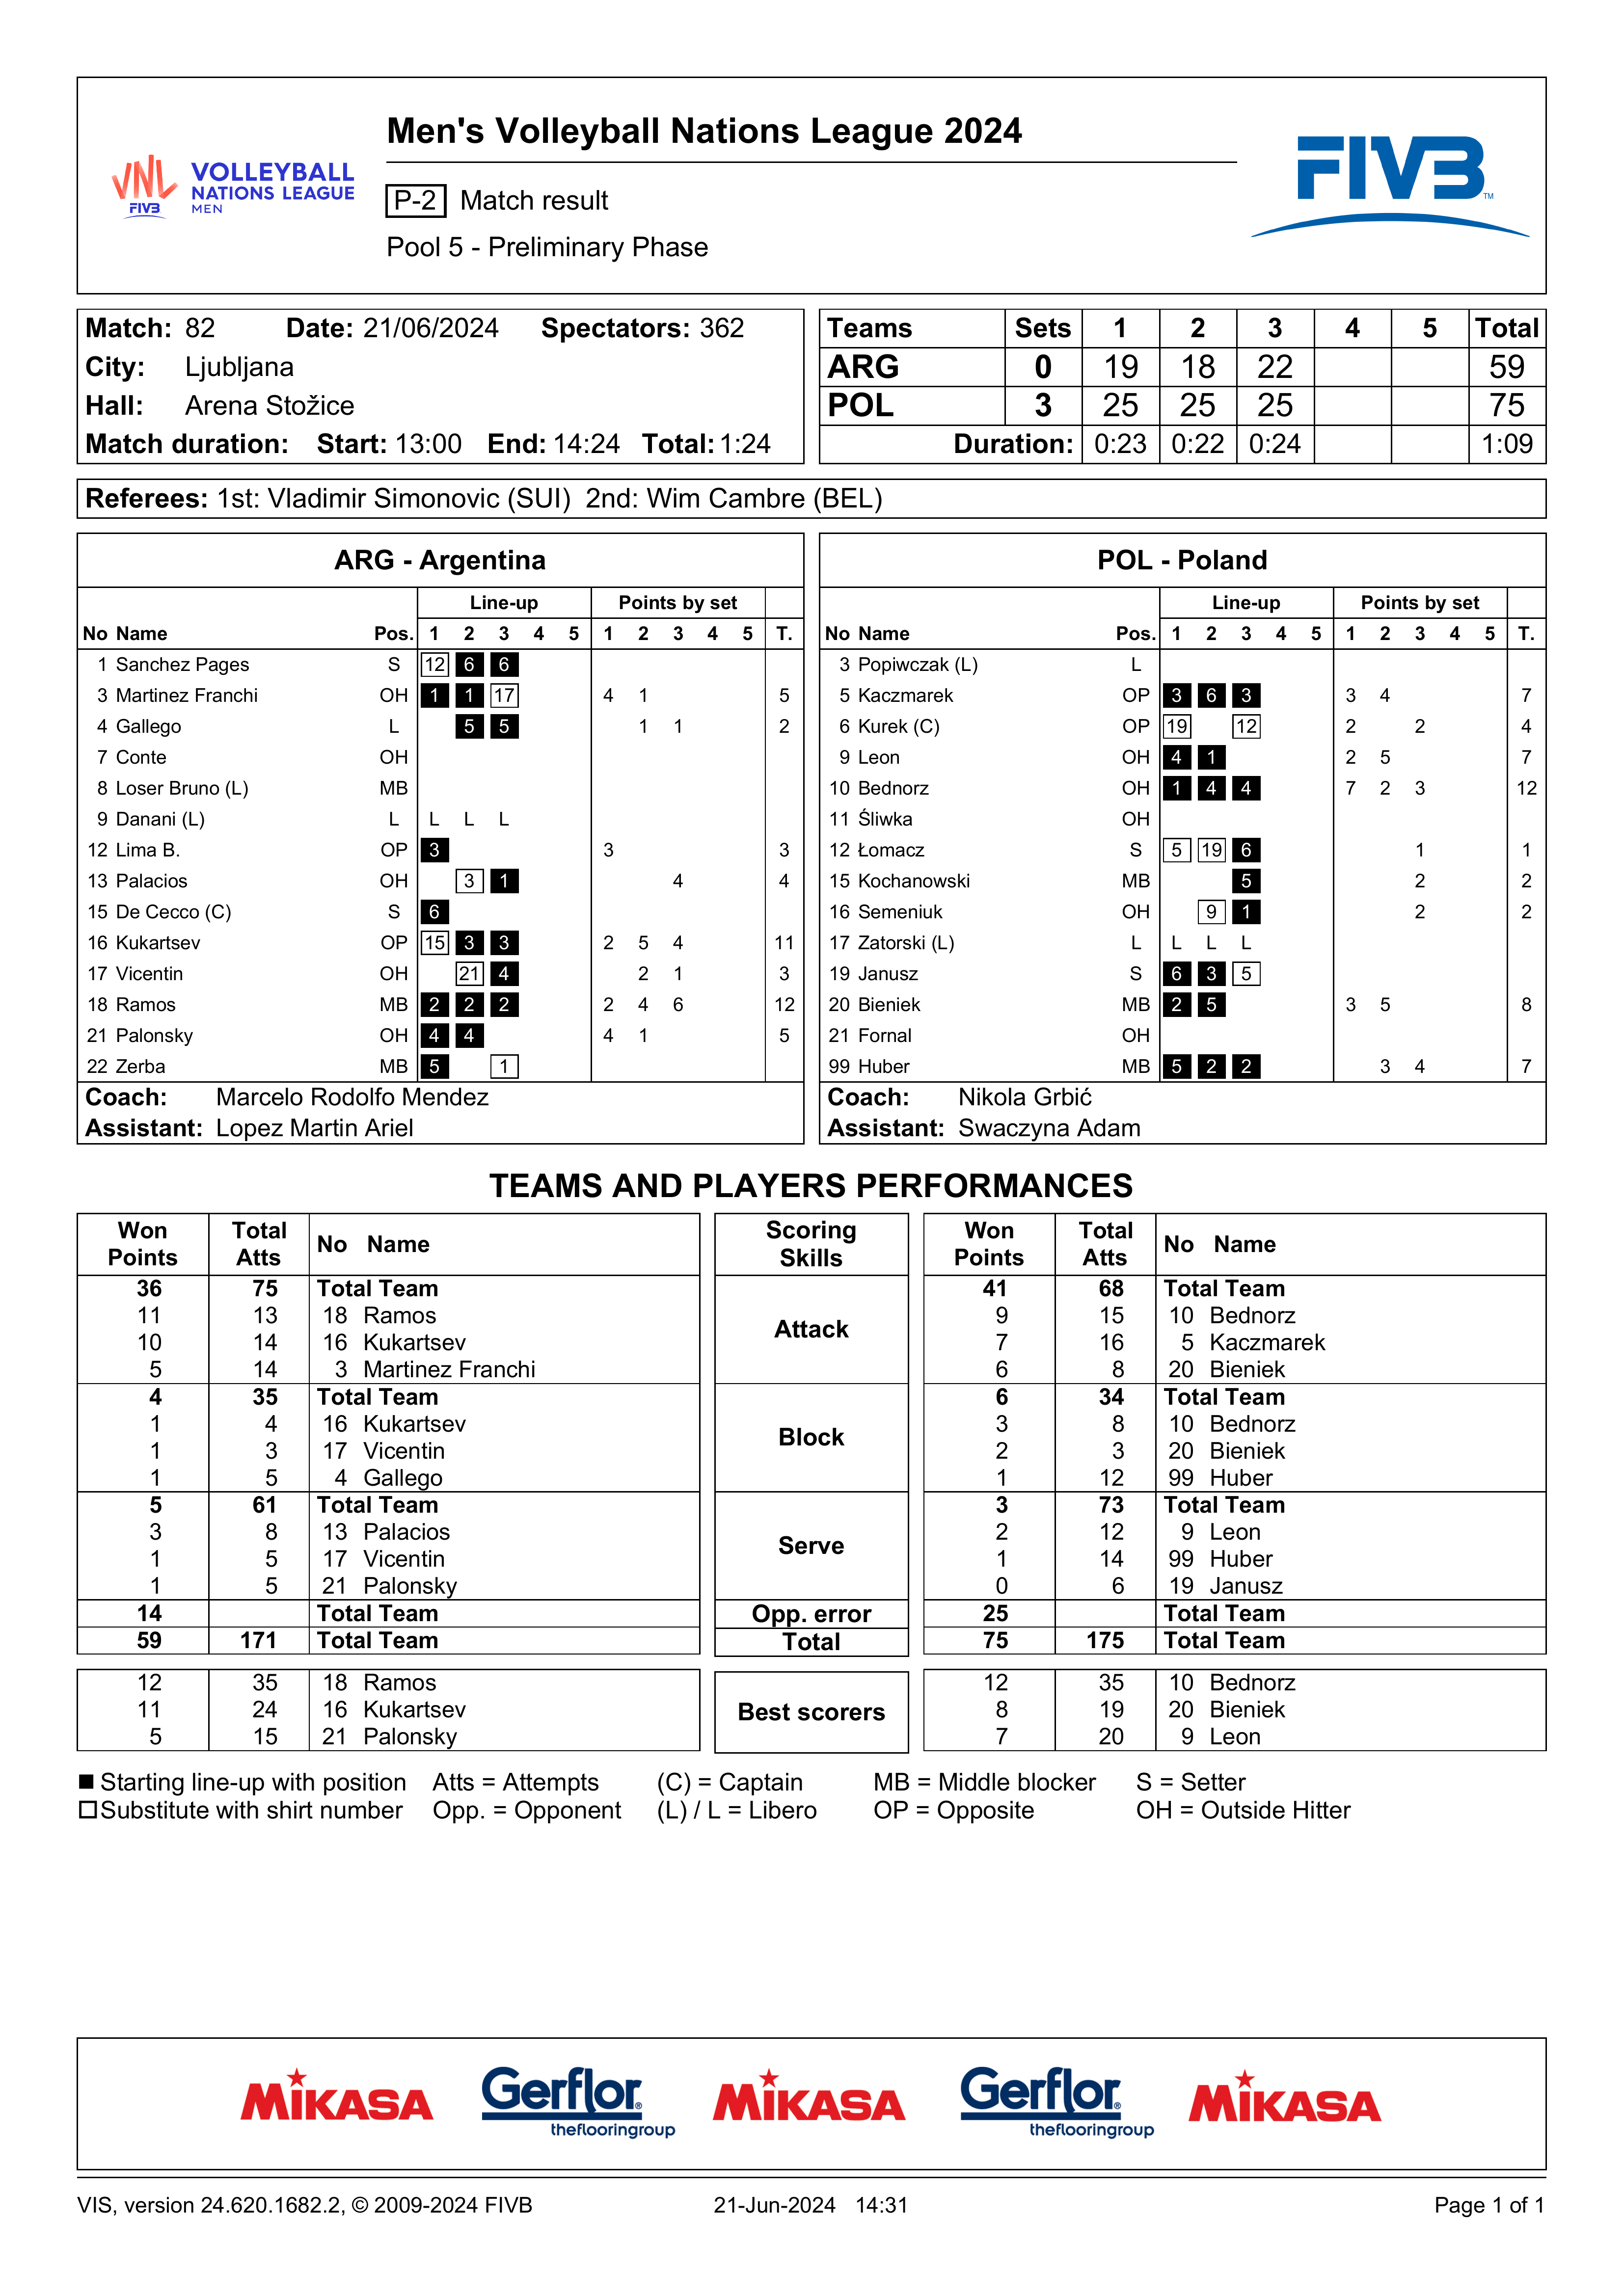 Men's Volleyball Nations League 2024
VNL FIVB VOLLEYBALL NATIONS LEAGUE MEN
P-2 Match result
FIVB TM
Pool 5 - Preliminary Phase
Match: 82 Date: 21/06/2024 Spectators: 362
City: Ljubljana
Hall: Arena Stožice
Match duration: Start: 13:00 End: 14:24 Total: 1:24
Teams Sets 1 2 3 4 5 Total
ARG 0 19 18 22 59
POL 3 25 25 25 75
Duration: 0:23 0:22 0:24 1:09
Referees: 1st: Vladimir Simonovic (SUI) 2nd: Wim Cambre (BEL)
ARG - Argentina
Line-up Points by set
No Name Pos. 1 2 3 4 5 1 2 3 4 5 T.
1 Sanchez Pages S 12 6 6
3 Martinez Franchi OH 1 1 17 4 1 5
4 Gallego L 5 5 1 1 2
7 Conte OH
8 Loser Bruno (L) MB
9 Danani (L) L L L L
12 Lima B. OP 3 3 3
13 Palacios OH 3 1 4 4
15 De Cecco (C) S 6
16 Kukartsev OP 15 3 3 2 5 4 11
17 Vicentin OH 21 4 2 1 3
18 Ramos MB 2 2 2 2 4 6 12
21 Palonsky OH 4 4 4 1 5
22 Zerba MB 5 1
Coach: Marcelo Rodolfo Mendez
Assistant: Lopez Martin Ariel
POL - Poland
Line-up Points by set
No Name Pos. 1 2 3 4 5 1 2 3 4 5 T.
3 Popiwczak (L) L
5 Kaczmarek OP 3 6 3 3 4 7
6 Kurek (C) OP 19 12 2 2 4
9 Leon OH 4 1 2 5 7
10 Bednorz OH 1 4 4 7 2 3 12
11 Śliwka OH
12 Łomacz S 5 19 6 1 1
15 Kochanowski MB 5 2 2
16 Semeniuk OH 9 1 2 2
17 Zatorski (L) L L L L
19 Janusz S 6 3 5
20 Bieniek MB 2 5 3 5 8
21 Fornal OH
99 Huber MB 5 2 2 3 4 7
Coach: Nikola Grbić
Assistant: Swaczyna Adam
TEAMS AND PLAYERS PERFORMANCES
Won Points Total Atts No Name Scoring Skills Won Points Total Atts No Name
36 75 Total Team Attack 41 68 Total Team
11 13 18 Ramos 9 15 10 Bednorz
10 14 16 Kukartsev 7 16 5 Kaczmarek
5 14 3 Martinez Franchi 6 8 20 Bieniek
4 35 Total Team Block 6 34 Total Team
1 4 16 Kukartsev 3 8 10 Bednorz
1 3 17 Vicentin 2 3 20 Bieniek
1 5 4 Gallego 1 12 99 Huber
5 61 Total Team Serve 3 73 Total Team
3 8 13 Palacios 2 12 9 Leon
1 5 17 Vicentin 1 14 99 Huber
1 5 21 Palonsky 0 6 19 Janusz
14 Total Team Opp. error 25 Total Team
59 171 Total Team Total 75 175 Total Team
12 35 18 Ramos Best scorers 12 35 10 Bednorz
11 24 16 Kukartsev 8 19 20 Bieniek
5 15 21 Palonsky 7 20 9 Leon
■ Starting line-up with position Atts = Attempts (C) = Captain MB = Middle blocker S = Setter
□ Substitute with shirt number Opp. = Opponent (L) / L = Libero OP = Opposite OH = Outside Hitter
MIKASA Gerflor® theflooringgroup MIKASA Gerflor® theflooringgroup MIKASA
VIS, version 24.620.1682.2, © 2009-2024 FIVB 21-Jun-2024 14:31 Page 1 of 1